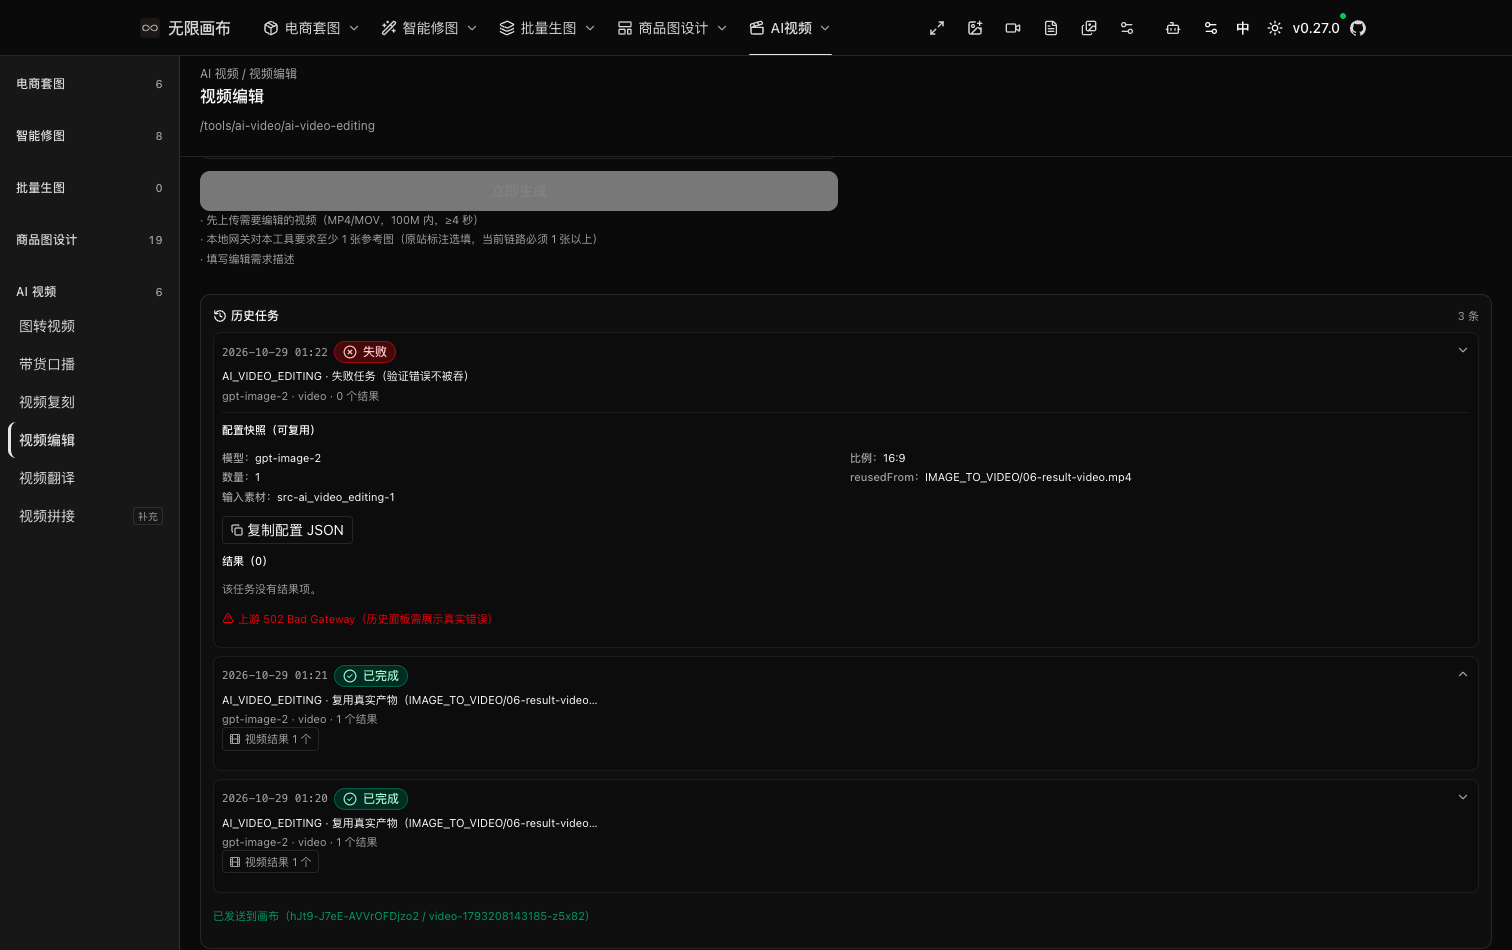 无限画布
电商套图
智能修图
批量生图
商品图设计
AI视频
中
v0.27.0
电商套图 6
智能修图 8
批量生图 0
商品图设计 19
AI 视频 6
图转视频
带货口播
视频复刻
视频编辑
视频翻译
视频拼接 补充
AI 视频 / 视频编辑
视频编辑
/tools/ai-video/ai-video-editing
立即生成
· 先上传需要编辑的视频（MP4/MOV，100M 内，≥4 秒）
· 本地网关对本工具要求至少 1 张参考图（原站标注选填，当前链路必须 1 张以上）
· 填写编辑需求描述
历史任务 3 条
2026-10-29 01:22 失败
AI_VIDEO_EDITING · 失败任务（验证错误不被吞）
gpt-image-2 · video · 0 个结果
配置快照（可复用）
模型：gpt-image-2 比例：16:9
数量：1 reusedFrom：IMAGE_TO_VIDEO/06-result-video.mp4
输入素材：src-ai_video_editing-1
复制配置 JSON
结果（0）
该任务没有结果项。
上游 502 Bad Gateway（历史面板需展示真实错误）
2026-10-29 01:21 已完成
AI_VIDEO_EDITING · 复用真实产物（IMAGE_TO_VIDEO/06-result-video...
gpt-image-2 · video · 1 个结果
视频结果 1 个
2026-10-29 01:20 已完成
AI_VIDEO_EDITING · 复用真实产物（IMAGE_TO_VIDEO/06-result-video...
gpt-image-2 · video · 1 个结果
视频结果 1 个
已发送到画布（hJt9-J7eE-AVVrOFDjzo2 / video-1793208143185-z5x82）